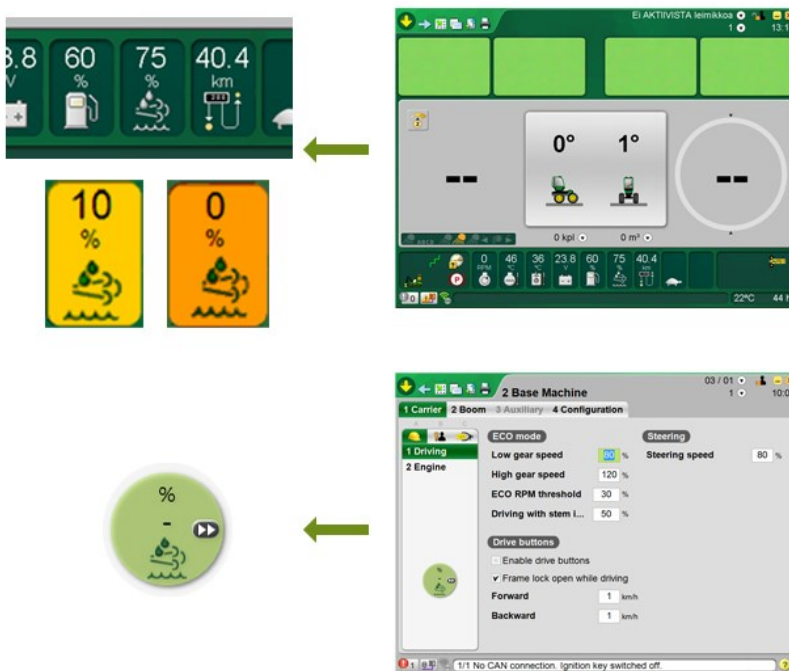 3.8 60 75 40.4
V % % km
10
%
0
%
Ei AKTIIVISTA leimikkoa
1
0° 1°
-- --
0 kpl 0 m³
0 46 36 23.8 60 75 40.4
RPM °C °C V % % km
22°C
%
-
03 / 01
2 Base Machine 1
1 Carrier 2 Boom 3 Auxiliary 4 Configuration
A B C
1 Driving
2 Engine
%
-
ECO mode
Low gear speed 80 %
High gear speed 120 %
ECO RPM threshold 30 %
Driving with stem i... 50 %
Drive buttons
Enable drive buttons
Frame lock open while driving
Forward 1 km/h
Backward 1 km/h
Steering
Steering speed 80 %
1 1/1 No CAN connection. Ignition key switched off.